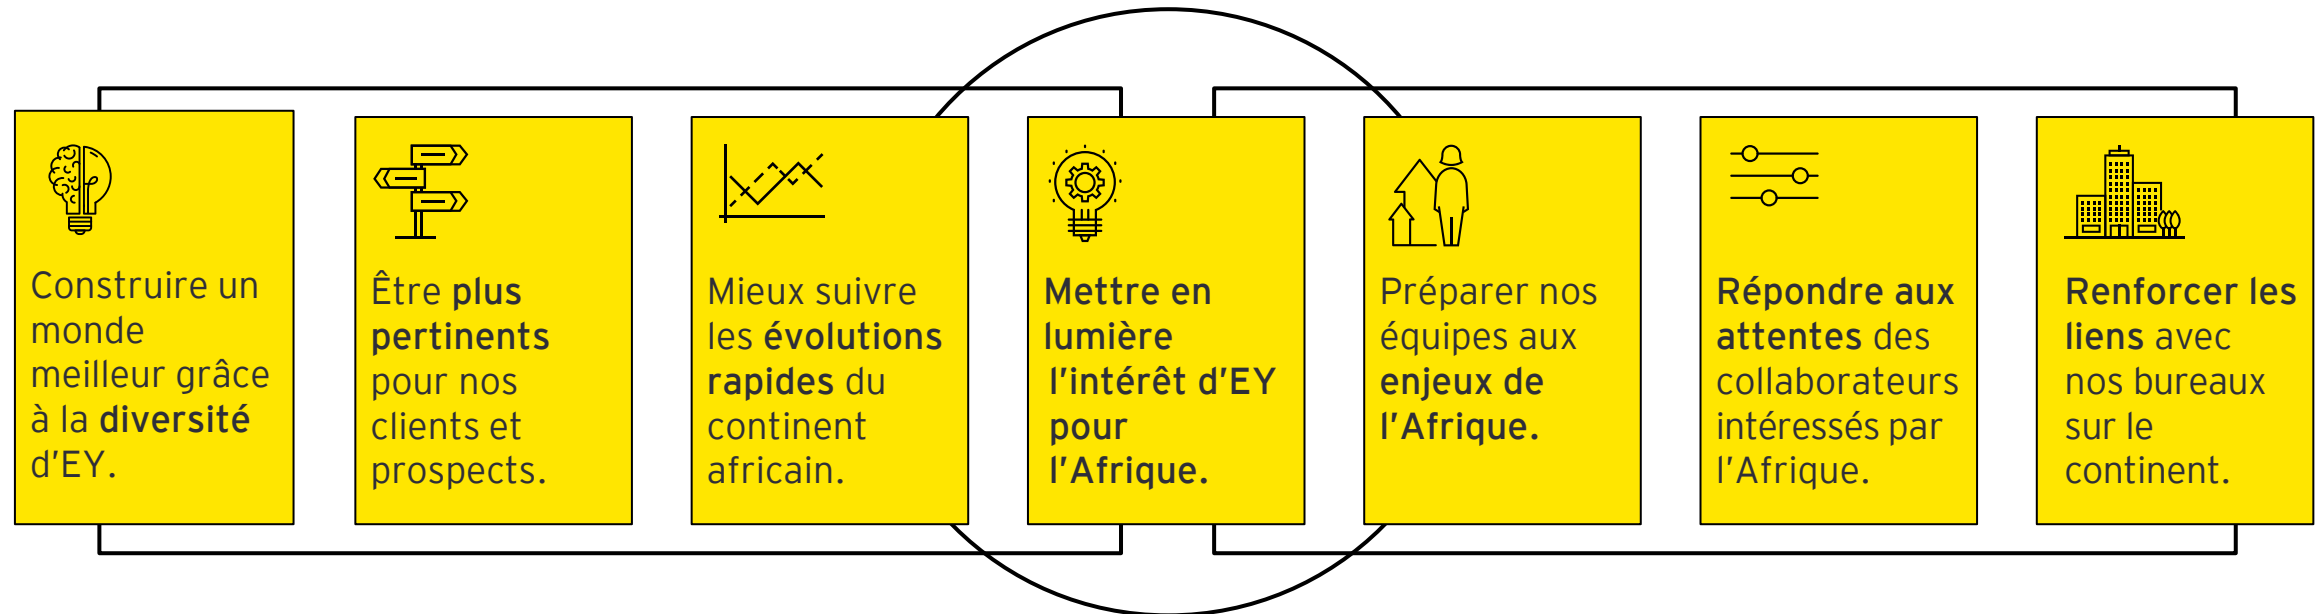 Construire un
monde
meilleur grâce
à la diversité
d'EY.
Être plus
pertinents
pour nos
clients et
prospects.
Mieux suivre
les évolutions
rapides du
continent
africain.
Mettre en
lumière
l'intérêt d'EY
pour
l'Afrique.
Préparer nos
équipes aux
enjeux de
l'Afrique.
Répondre aux
attentes des
collaborateurs
intéressés par
l'Afrique.
Renforcer les
liens avec
nos bureaux
sur le
continent.